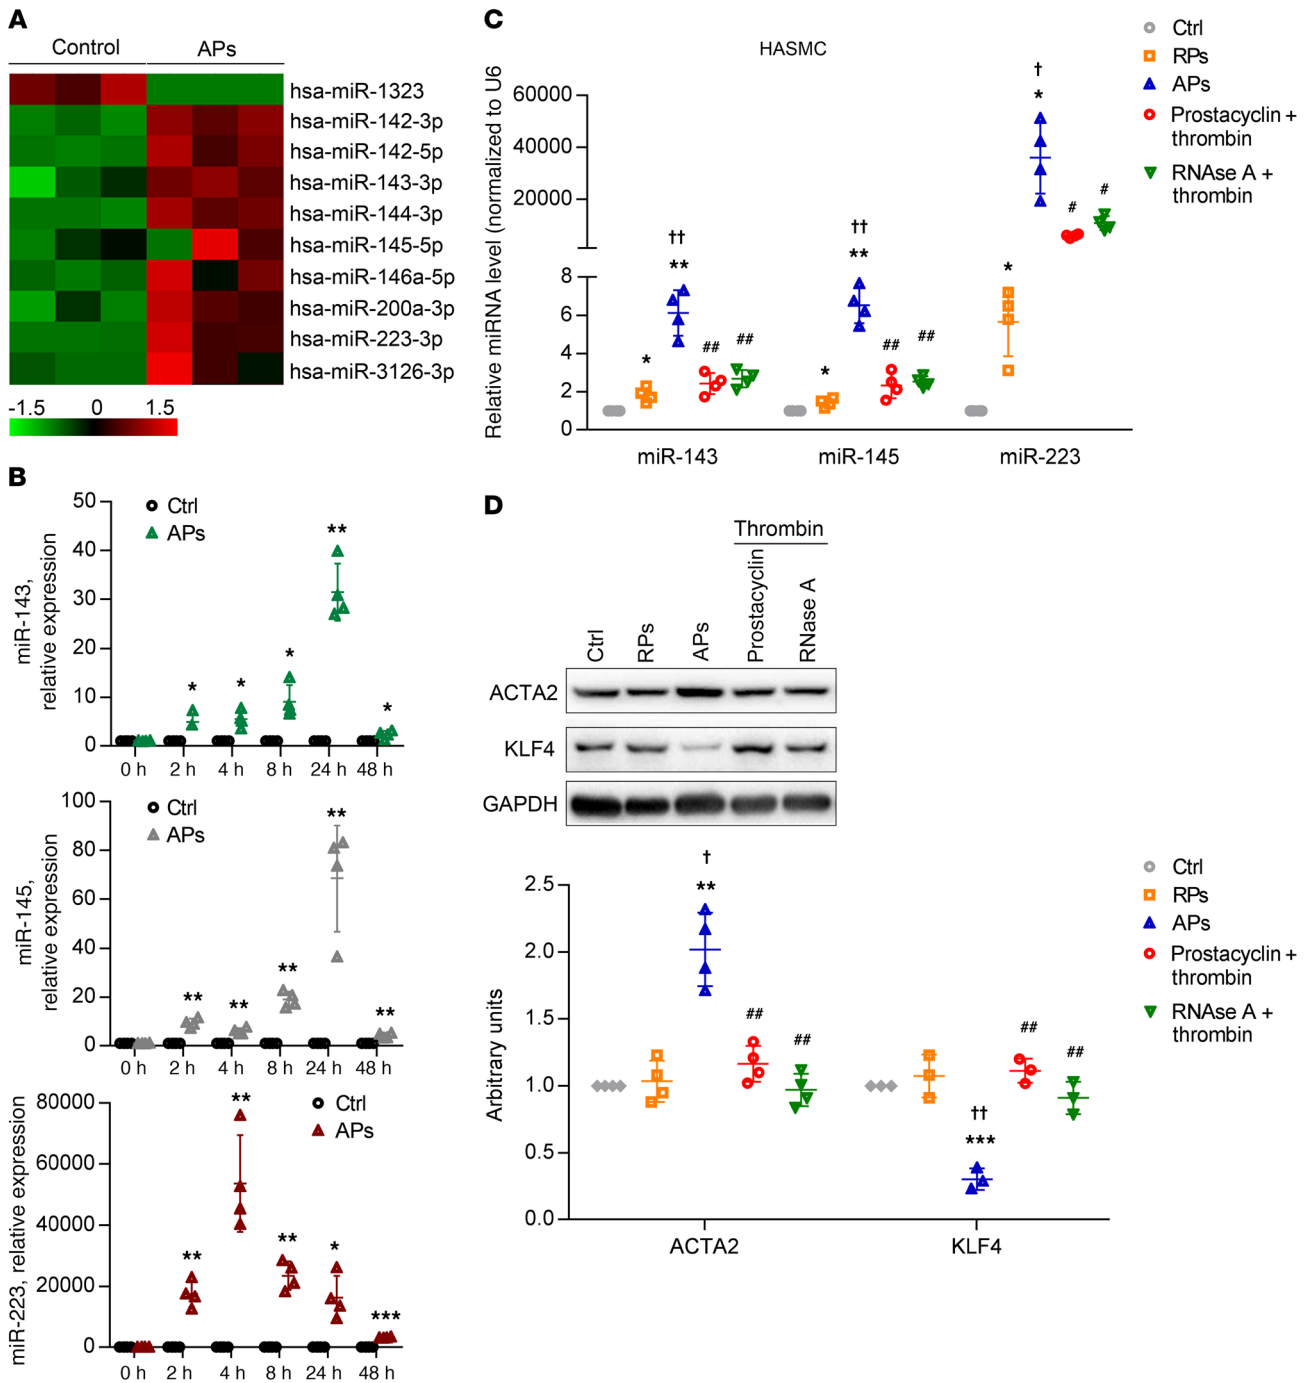 A
Control
APs
hsa-miR-1323
hsa-miR-142-3p
hsa-miR-142-5p
hsa-miR-143-3p
hsa-miR-144-3p
hsa-miR-145-5p
hsa-miR-146a-5p
hsa-miR-200a-3p
hsa-miR-223-3p
hsa-miR-3126-3p
-1.5 0 1.5
B
miR-143,
relative expression
50
40
30
20
10
0
Ctrl
APs
*
*
*
**
*
0 h 2 h 4 h 8 h 24 h 48 h
miR-145,
relative expression
100
80
60
40
20
0
Ctrl
APs
**
**
**
**
**
0 h 2 h 4 h 8 h 24 h 48 h
miR-223, relative expression
80000
60000
40000
20000
0
Ctrl
APs
**
**
**
*
***
0 h 2 h 4 h 8 h 24 h 48 h
C
HASMC
Relative miRNA level (normalized to U6
60000
40000
20000
8
6
4
2
0
*
††
**
##
##
*
††
**
##
##
*
†
*
#
#
miR-143 miR-145 miR-223
Ctrl
RPs
APs
Prostacyclin +
thrombin
RNAse A +
thrombin
D
Thrombin
Ctrl
RPs
APs
Prostacyclin
RNase A
ACTA2
KLF4
GAPDH
Arbitrary units
2.5
2.0
1.5
1.0
0.5
0.0
†
**
##
##
††
***
##
##
ACTA2 KLF4
Ctrl
RPs
APs
Prostacyclin +
thrombin
RNAse A +
thrombin